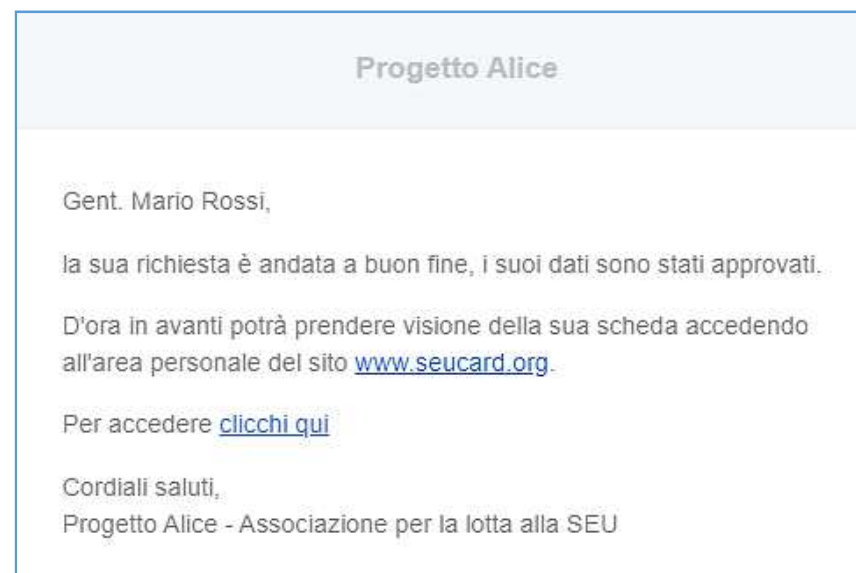 Progetto Alice
Gent. Mario Rossi,
la sua richiesta è andata a buon fine, i suoi dati sono stati approvati.
D'ora in avanti potrà prendere visione della sua scheda accedendo
all'area personale del sito www.seucard.org.
Per accedere clicchi qui
Cordiali saluti,
Progetto Alice - Associazione per la lotta alla SEU